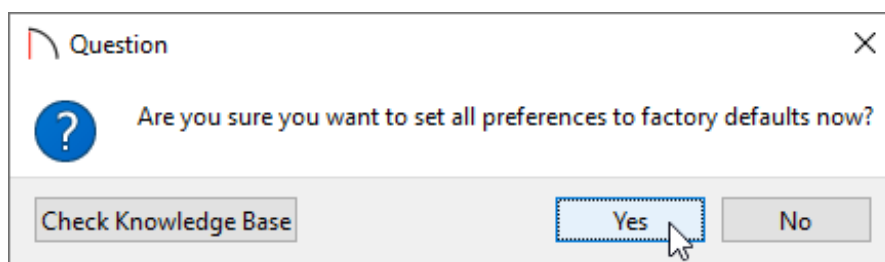 Question
Are you sure you want to set all preferences to factory defaults now?
Check Knowledge Base
Yes
No